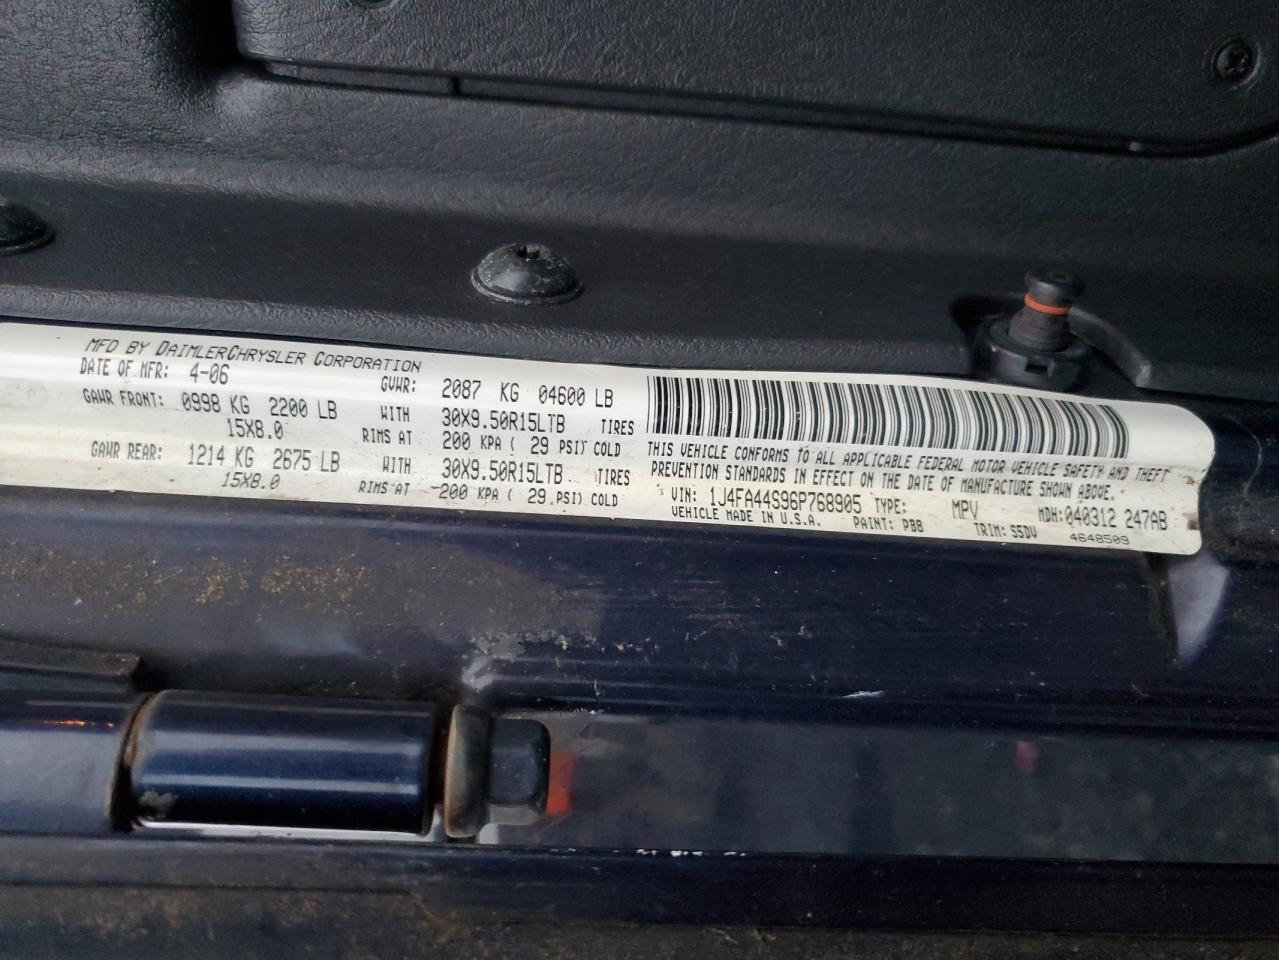 MFD BY DAIMLERCHRYSLER CORPORATION
DATE OF MFR: 4-06 GVWR: 2087 KG 04600 LB
GAWR FRONT: 0998 KG 2200 LB WITH 30X9.50R15LTB TIRES
15X8.0 RIMS AT 200 KPA ( 29 PSI) COLD
GAWR REAR: 1214 KG 2675 LB WITH 30X9.50R15LTB TIRES
15X8.0 RIMS AT 200 KPA ( 29 PSI) COLD
THIS VEHICLE CONFORMS TO ALL APPLICABLE FEDERAL MOTOR VEHICLE SAFETY AND THEFT
PREVENTION STANDARDS IN EFFECT ON THE DATE OF MANUFACTURE SHOWN ABOVE.
VIN: 1J4FA44S96P768905 TYPE: MPV MDH:040312 247AB
VEHICLE MADE IN U.S.A. PAINT: PB8 TRIM: S5DV 4648509